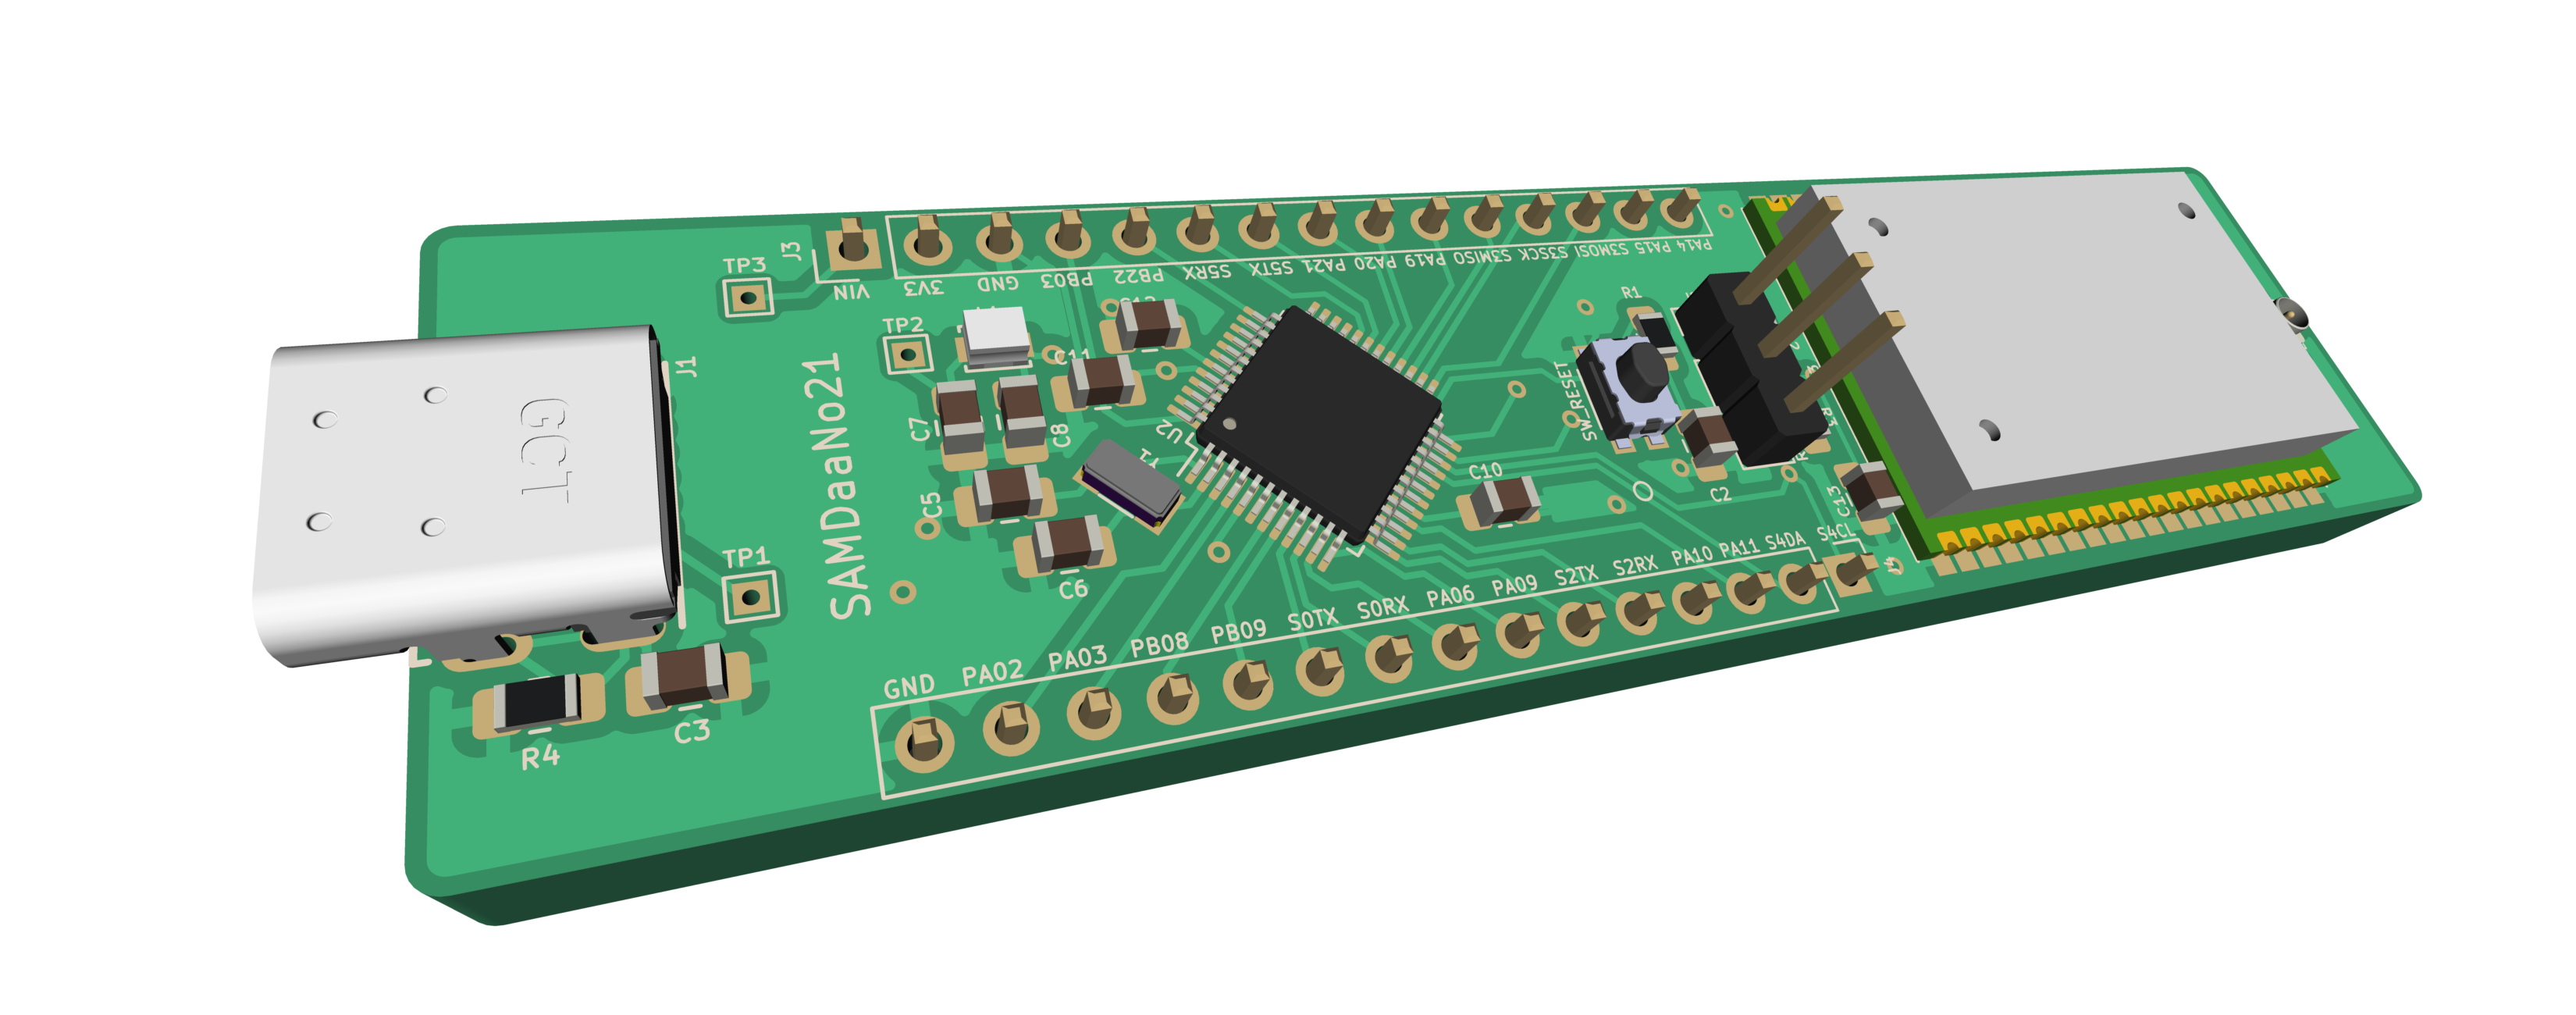 J3
TP3
VIN
3V3
GND
PB03
PB22
S5RX
S5TX
PA21
PA20
PA19
S3MISO
S3SCK
S3MOSI
PA15
PA14
TP2
C11
R1
J1
GCT
SAMDaaNo21
C7
C8
U2
Y1
SW_RESET
C5
C10
C2
C13
C6
TP1
GND
PA02
PA03
PB08
PB09
S0TX
S0RX
PA06
PA09
S2TX
S2RX
PA10
PA11
S4DA
S4CL
J4
R4
C3